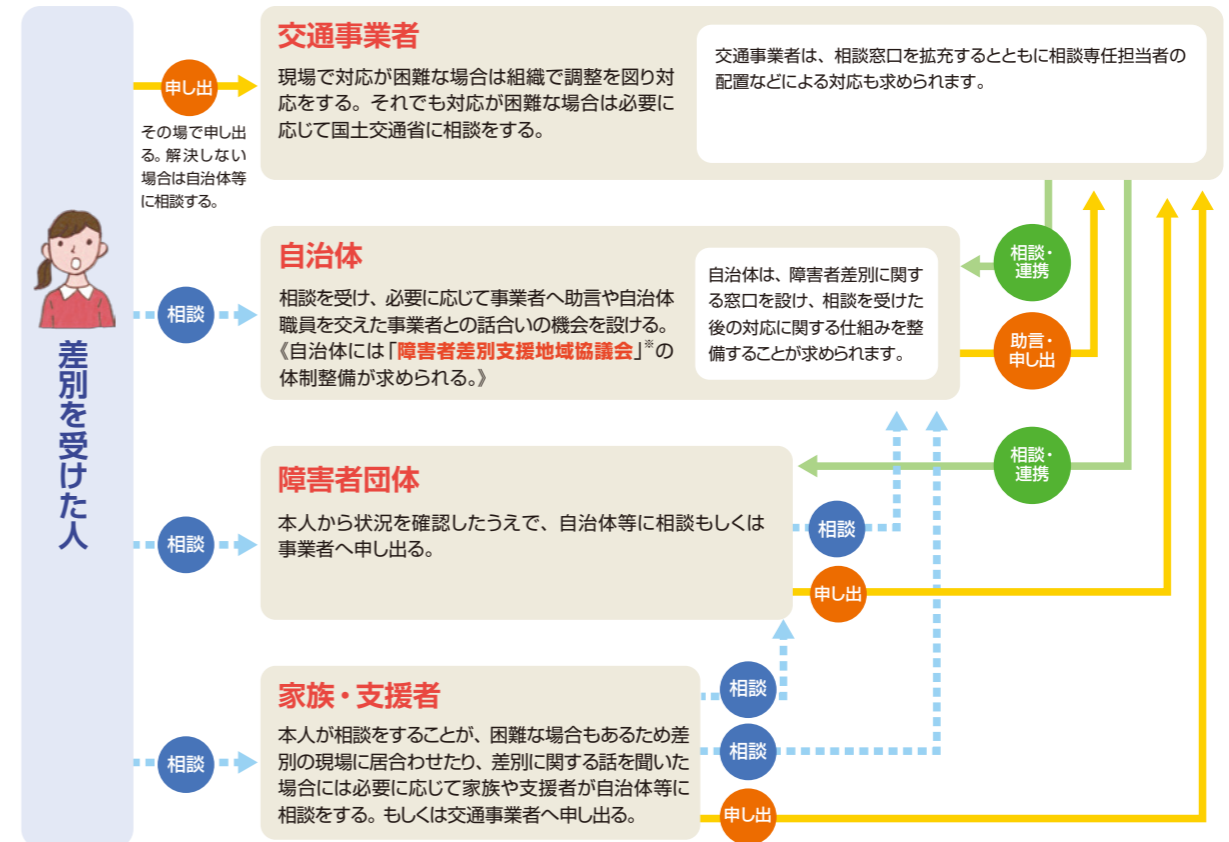 差別を受けた人
申し出
その場で申し出
る。解決しない
場合は自治体等
に相談する。
交通事業者
現場で対応が困難な場合は組織で調整を図り対
応をする。それでも対応が困難な場合は必要に
応じて国土交通省に相談をする。
交通事業者は、相談窓口を拡充するとともに相談専任担当者の
配置などによる対応も求められます。
相談
自治体
相談を受け、必要に応じて事業者へ助言や自治体
職員を交えた事業者との話合いの機会を設ける。
《自治体には「障害者差別支援地域協議会」※の
体制整備が求められる。》
自治体は、障害者差別に関す
る窓口を設け、相談を受けた
後の対応に関する仕組みを整
備することが求められます。
相談・
連携
助言・
申し出
相談
障害者団体
本人から状況を確認したうえで、自治体等に相談もしくは
事業者へ申し出る。
相談・
連携
相談
申し出
相談
家族・支援者
本人が相談をすることが、困難な場合もあるため差
別の現場に居合わせたり、差別に関する話を聞いた
場合には必要に応じて家族や支援者が自治体等に
相談をする。もしくは交通事業者へ申し出る。
相談
相談
申し出